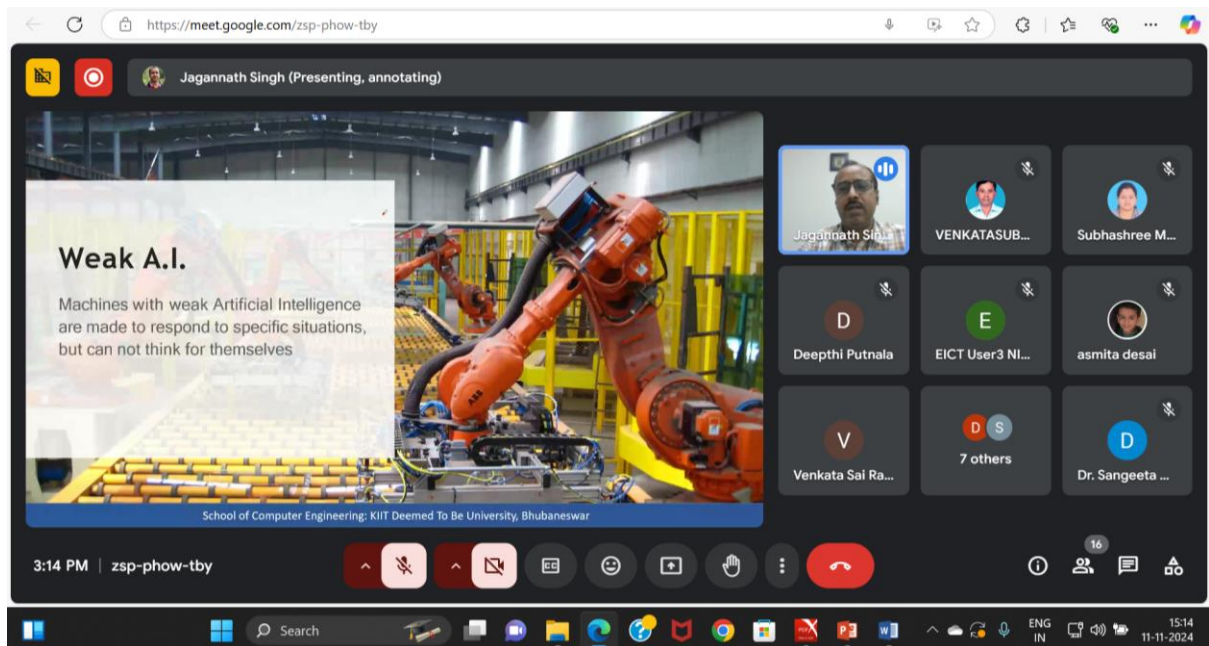 https://meet.google.com/zsp-phow-tby
Jagannath Singh (Presenting, annotating)
Weak A.I.
Machines with weak Artificial Intelligence
are made to respond to specific situations,
but can not think for themselves
ABB
School of Computer Engineering: KIIT Deemed To Be University, Bhubaneswar
Jagannath Sin...
VENKATASUB...
Subhashree M...
D
Deepthi Putnala
E
EICT User3 NI...
asmita desai
V
Venkata Sai Ra...
D S
7 others
D
Dr. Sangeeta ...
3:14 PM | zsp-phow-tby
CC
16
Search
ENG
IN
15:14
11-11-2024